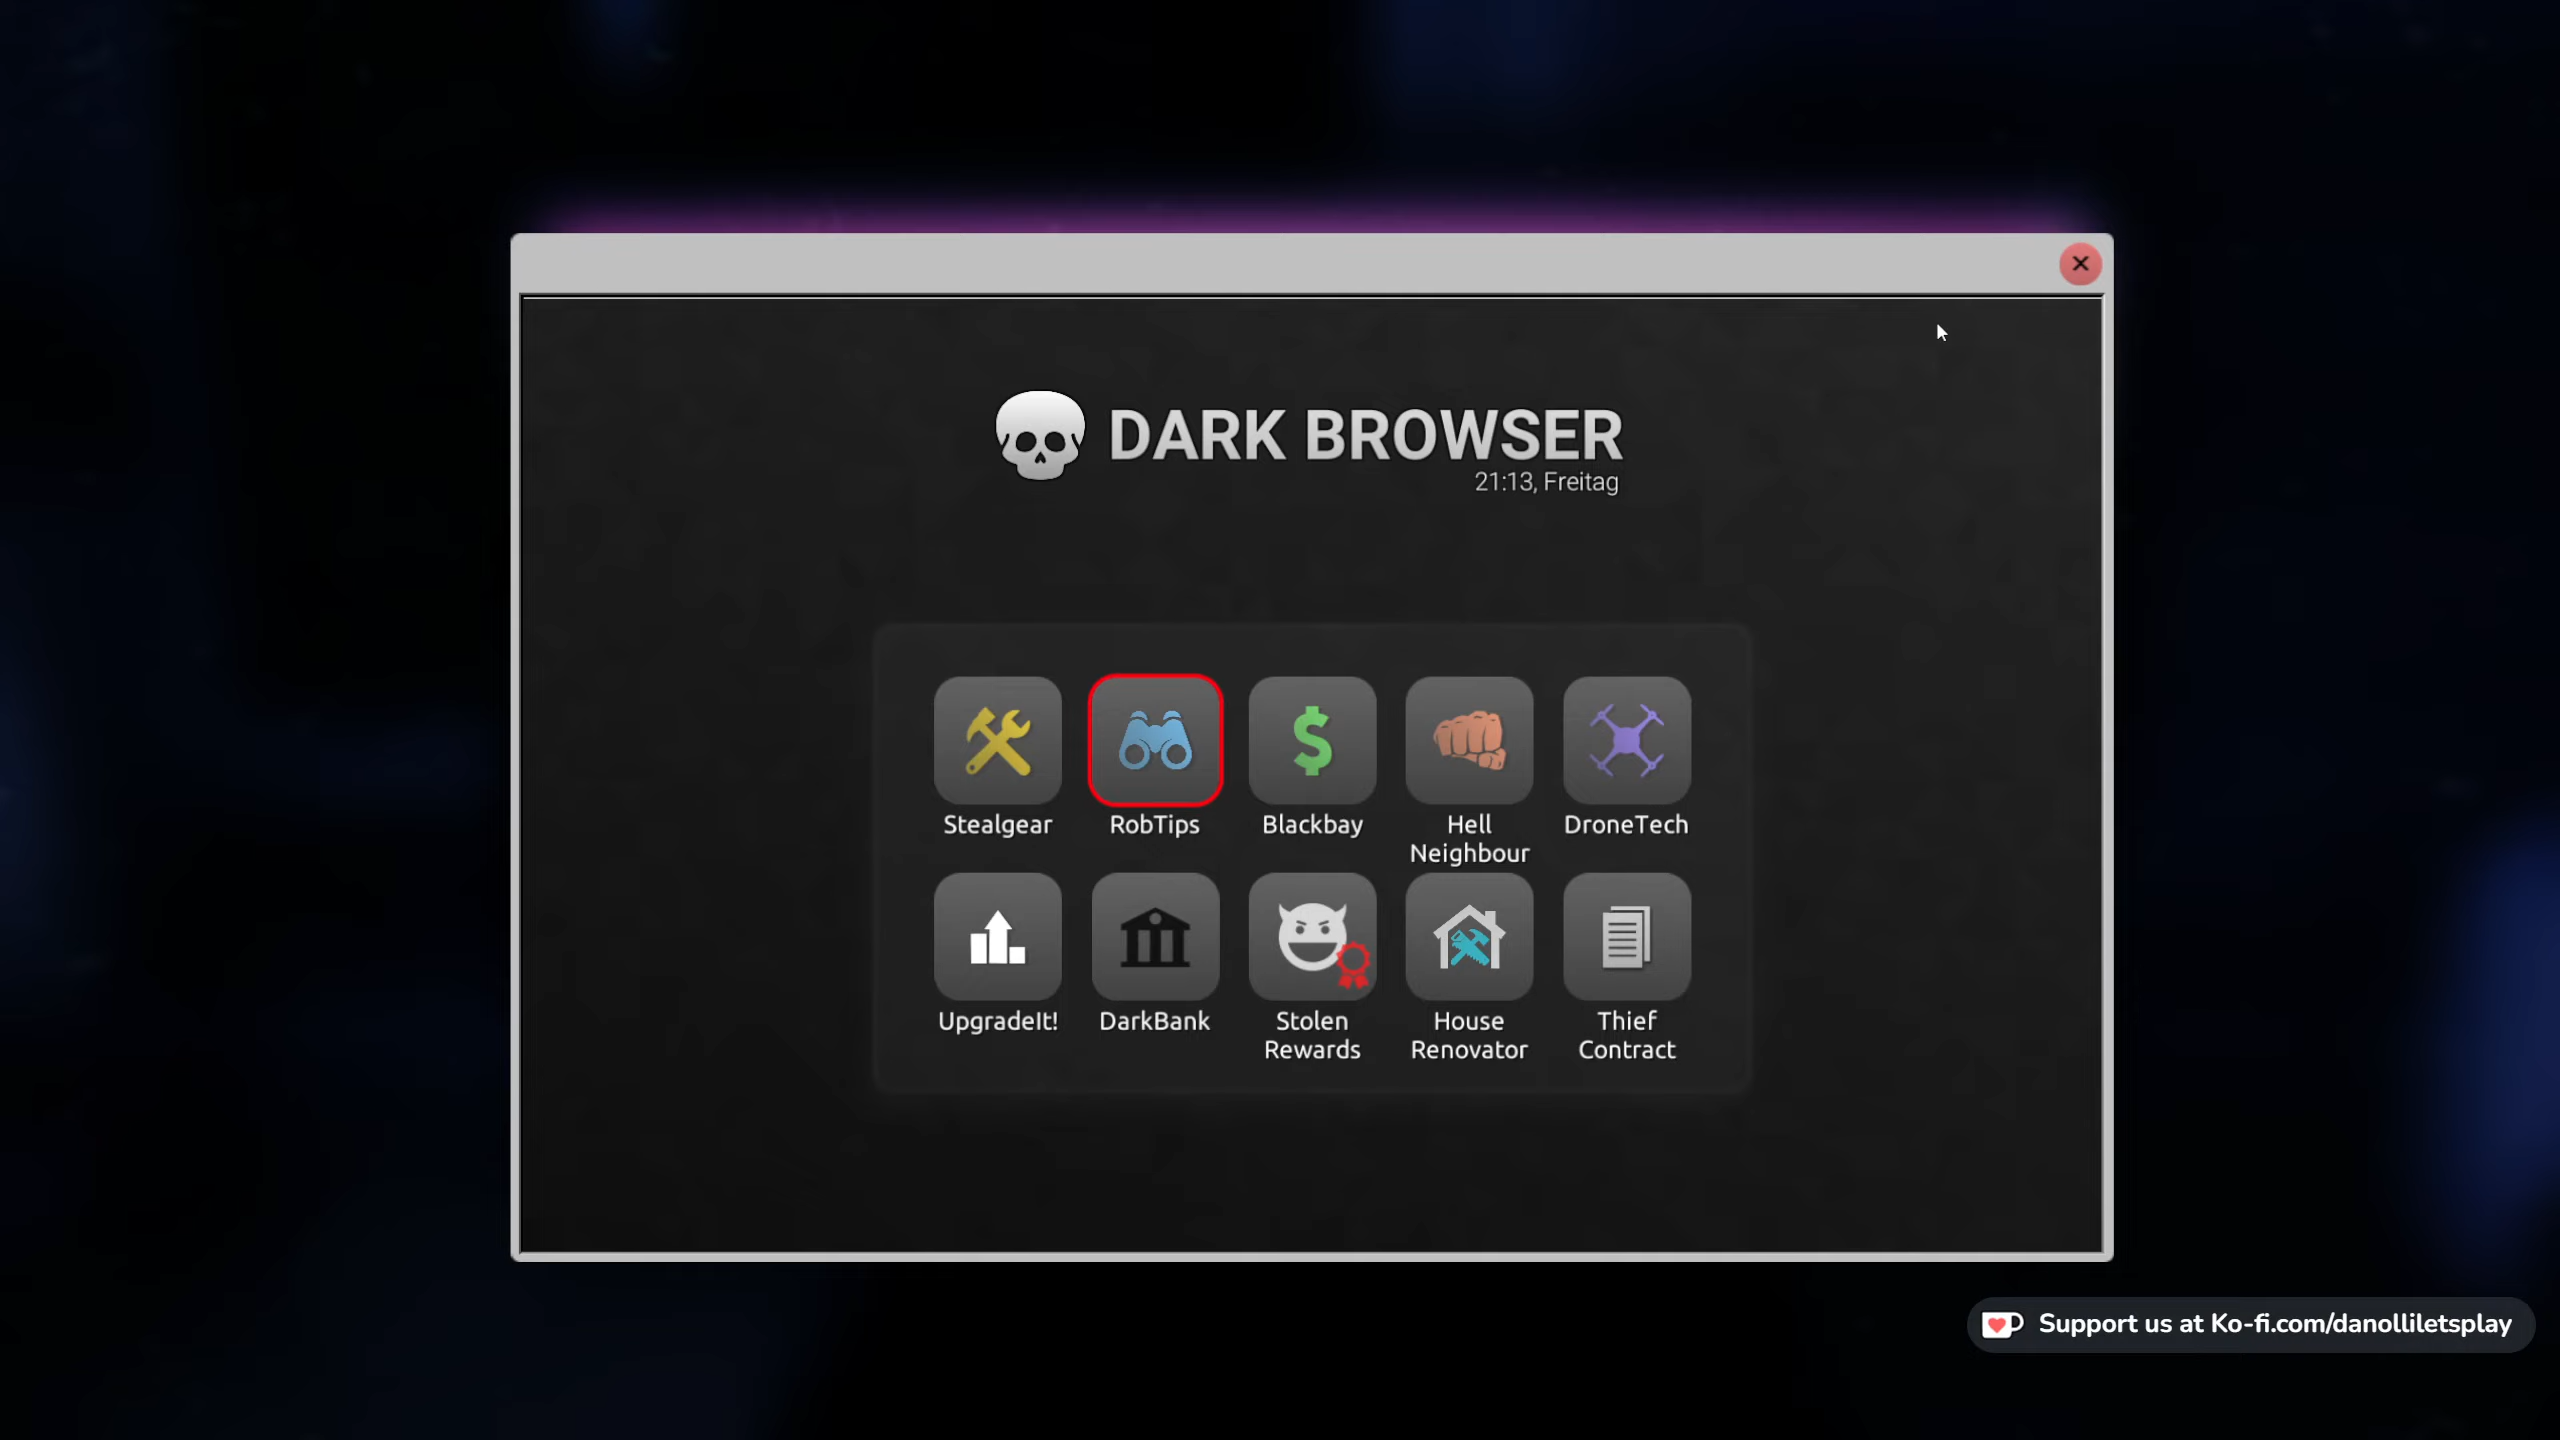 DARK BROWSER
21:13, Freitag
Stealgear
RobTips
Blackbay
Hell
Neighbour
DroneTech
UpgradeIt!
DarkBank
Stolen
Rewards
House
Renovator
Thief
Contract
Support us at Ko-fi.com/danolliletsplay